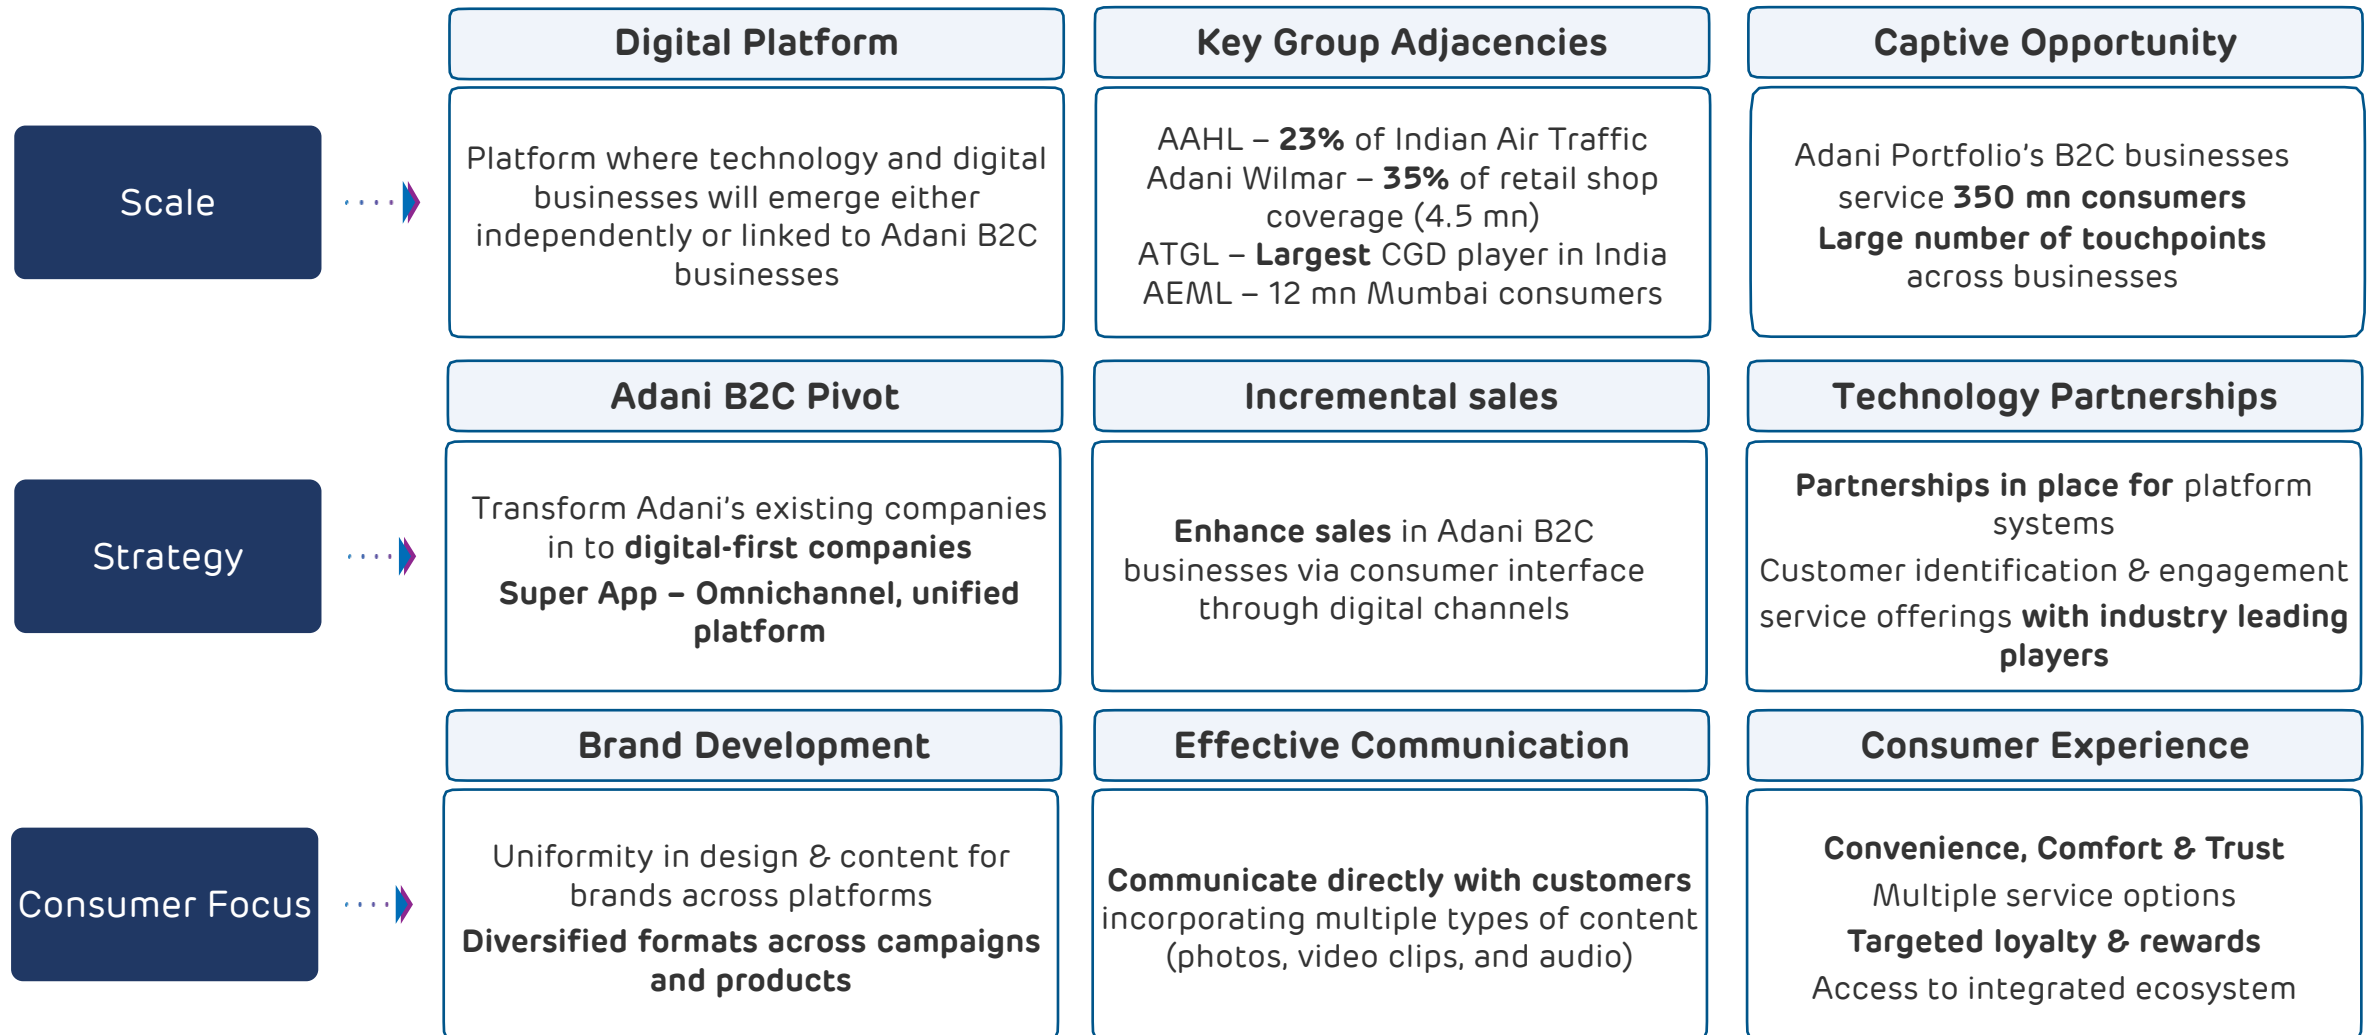 Digital Platform
Key Group Adjacencies
Captive Opportunity
Scale
Platform where technology and digital
businesses will emerge either
independently or linked to Adani B2C
businesses
AAHL – 23% of Indian Air Traffic
Adani Wilmar – 35% of retail shop
coverage (4.5 mn)
ATGL – Largest CGD player in India
AEML – 12 mn Mumbai consumers
Adani Portfolio's B2C businesses
service 350 mn consumers
Large number of touchpoints
across businesses
Adani B2C Pivot
Incremental sales
Technology Partnerships
Strategy
Transform Adani's existing companies
in to digital-first companies
Super App – Omnichannel, unified
platform
Enhance sales in Adani B2C
businesses via consumer interface
through digital channels
Partnerships in place for platform
systems
Customer identification & engagement
service offerings with industry leading
players
Brand Development
Effective Communication
Consumer Experience
Consumer Focus
Uniformity in design & content for
brands across platforms
Diversified formats across campaigns
and products
Communicate directly with customers
incorporating multiple types of content
(photos, video clips, and audio)
Convenience, Comfort & Trust
Multiple service options
Targeted loyalty & rewards
Access to integrated ecosystem